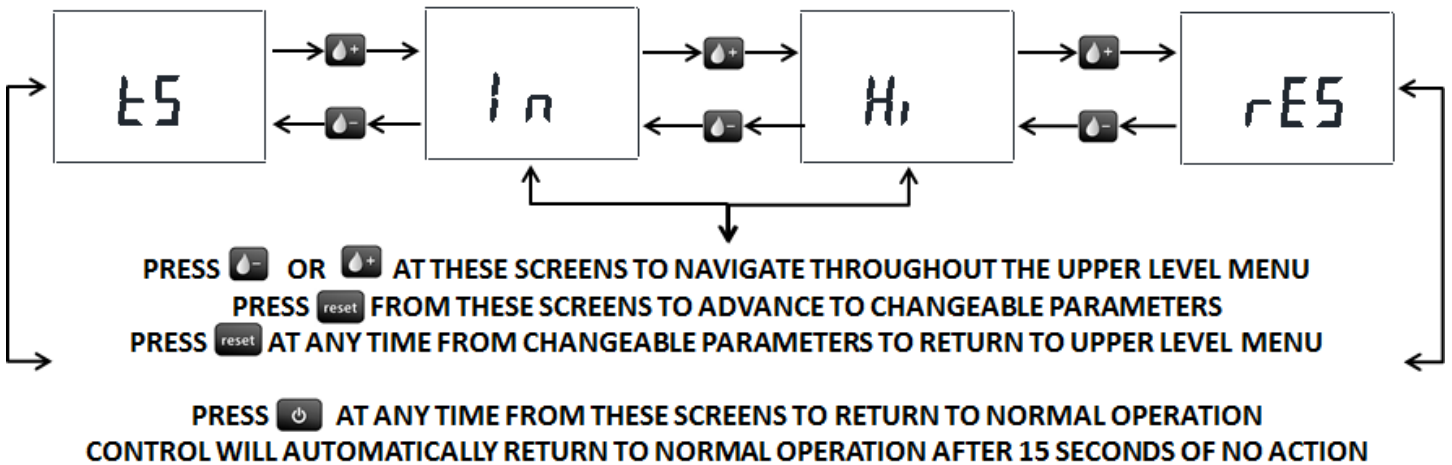 tS In Hi rES
PRESS - OR + AT THESE SCREENS TO NAVIGATE THROUGHOUT THE UPPER LEVEL MENU
PRESS reset FROM THESE SCREENS TO ADVANCE TO CHANGEABLE PARAMETERS
PRESS reset AT ANY TIME FROM CHANGEABLE PARAMETERS TO RETURN TO UPPER LEVEL MENU
PRESS AT ANY TIME FROM THESE SCREENS TO RETURN TO NORMAL OPERATION
CONTROL WILL AUTOMATICALLY RETURN TO NORMAL OPERATION AFTER 15 SECONDS OF NO ACTION